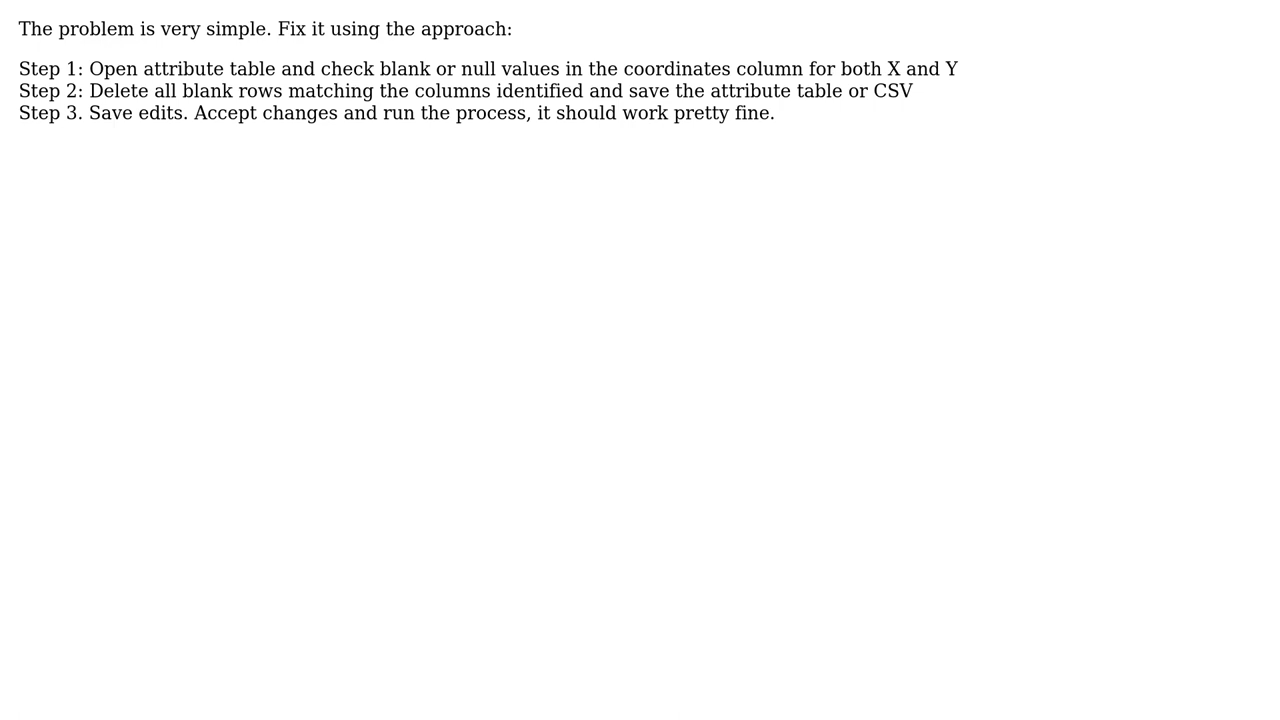 The problem is very simple. Fix it using the approach:
Step 1: Open attribute table and check blank or null values in the coordinates column for both X and Y
Step 2: Delete all blank rows matching the columns identified and save the attribute table or CSV
Step 3. Save edits. Accept changes and run the process, it should work pretty fine.